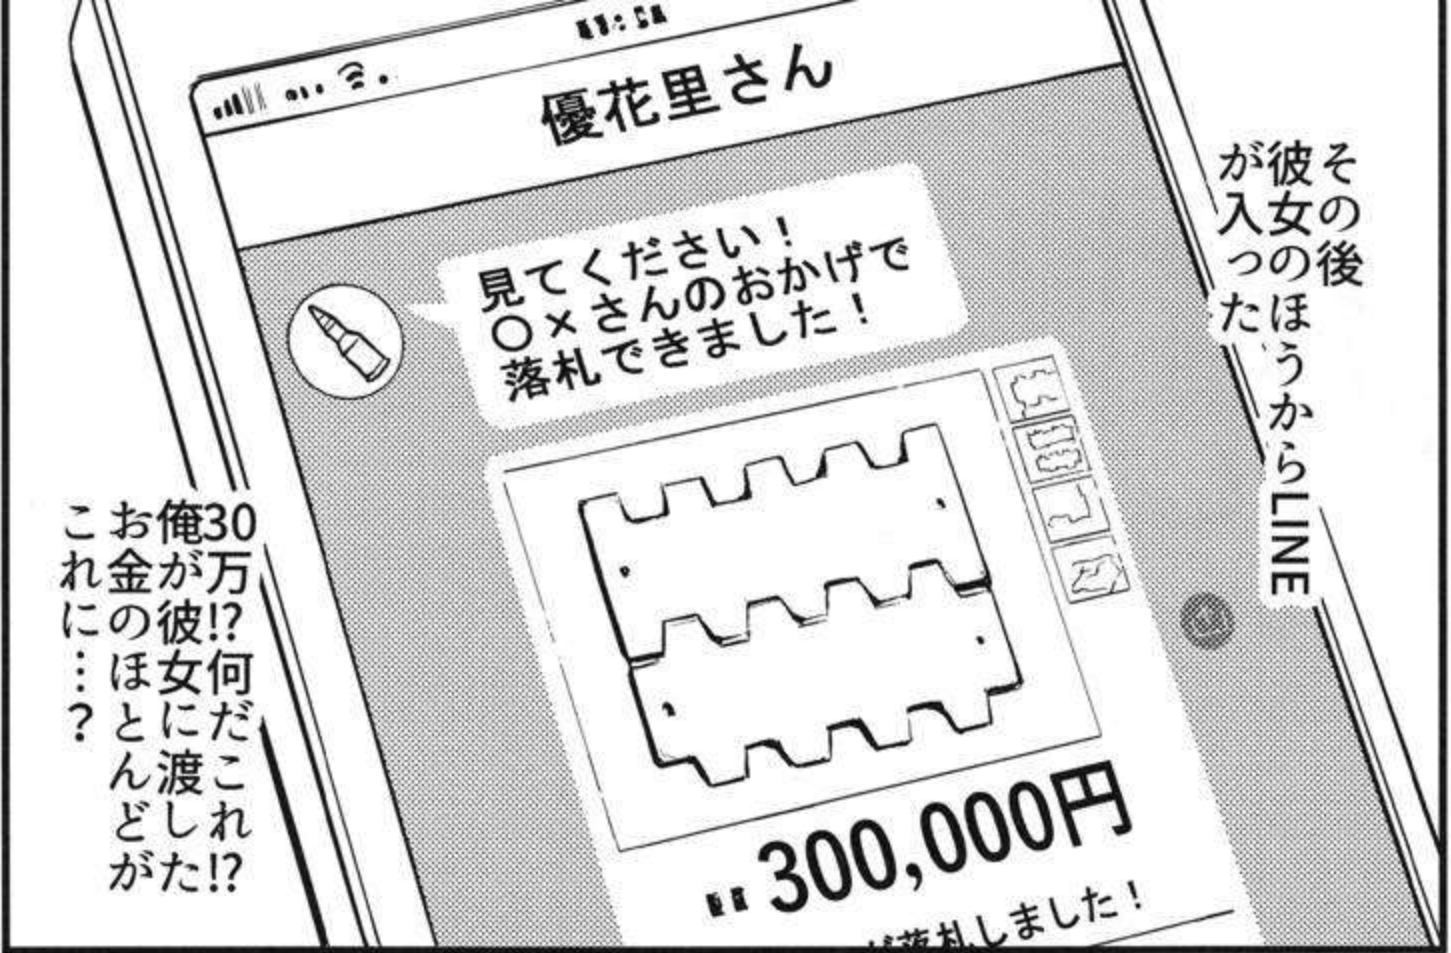 その後
彼女のほうからLINE
が入った
優花里さん
見てください！
〇×さんのおかげで
落札できました！
300,000円
落札しました！
30万!?何だこれ!?
俺が彼女に渡した
お金のほとんどが
これに…？